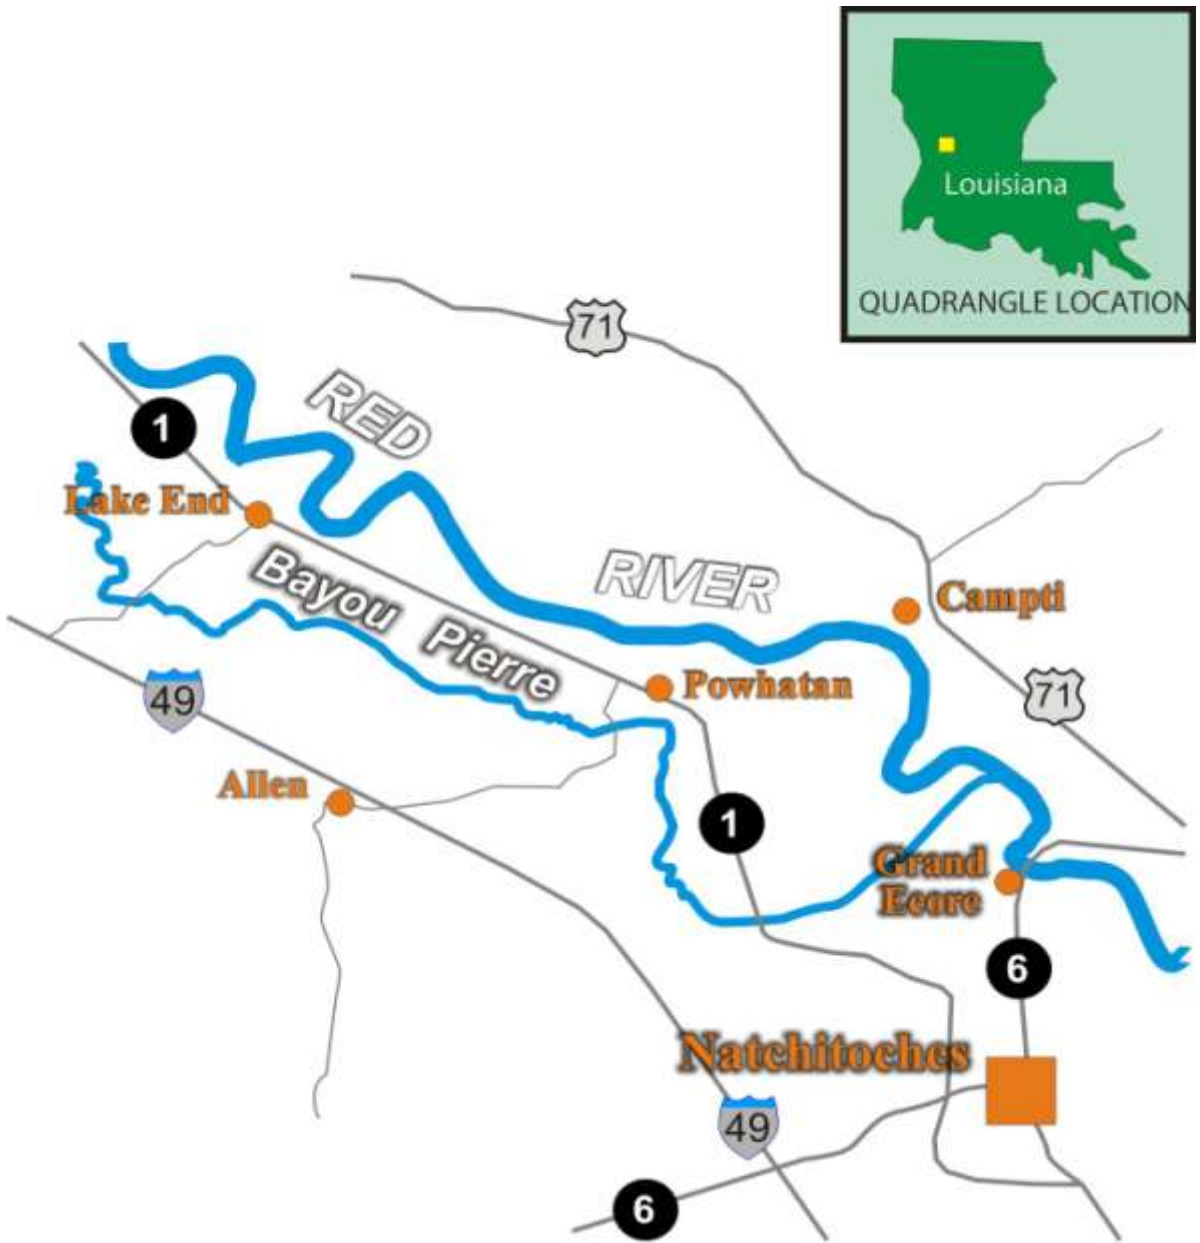 Louisiana
QUADRANGLE LOCATION
71
RED
1
Lake End
Bayou Pierre
RIVER
Campti
Powhatan
71
49
Allen
1
Grand
Ecore
6
Natchitoches
49
6